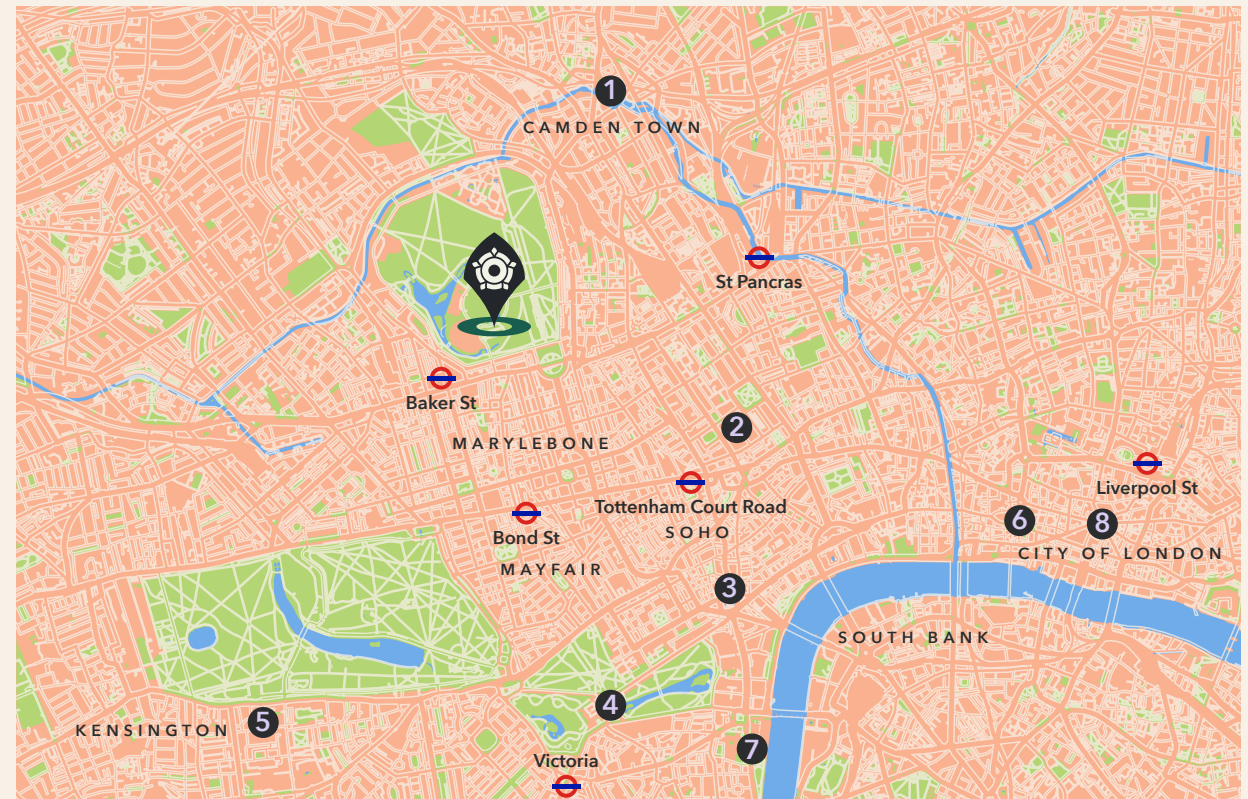 1
CAMDEN TOWN
St Pancras
Baker St
2
MARYLEBONE
Liverpool St
Tottenham Court Road
Bond St
6
8
SOHO
CITY OF LONDON
MAYFAIR
3
SOUTH BANK
4
5
KENSINGTON
7
Victoria